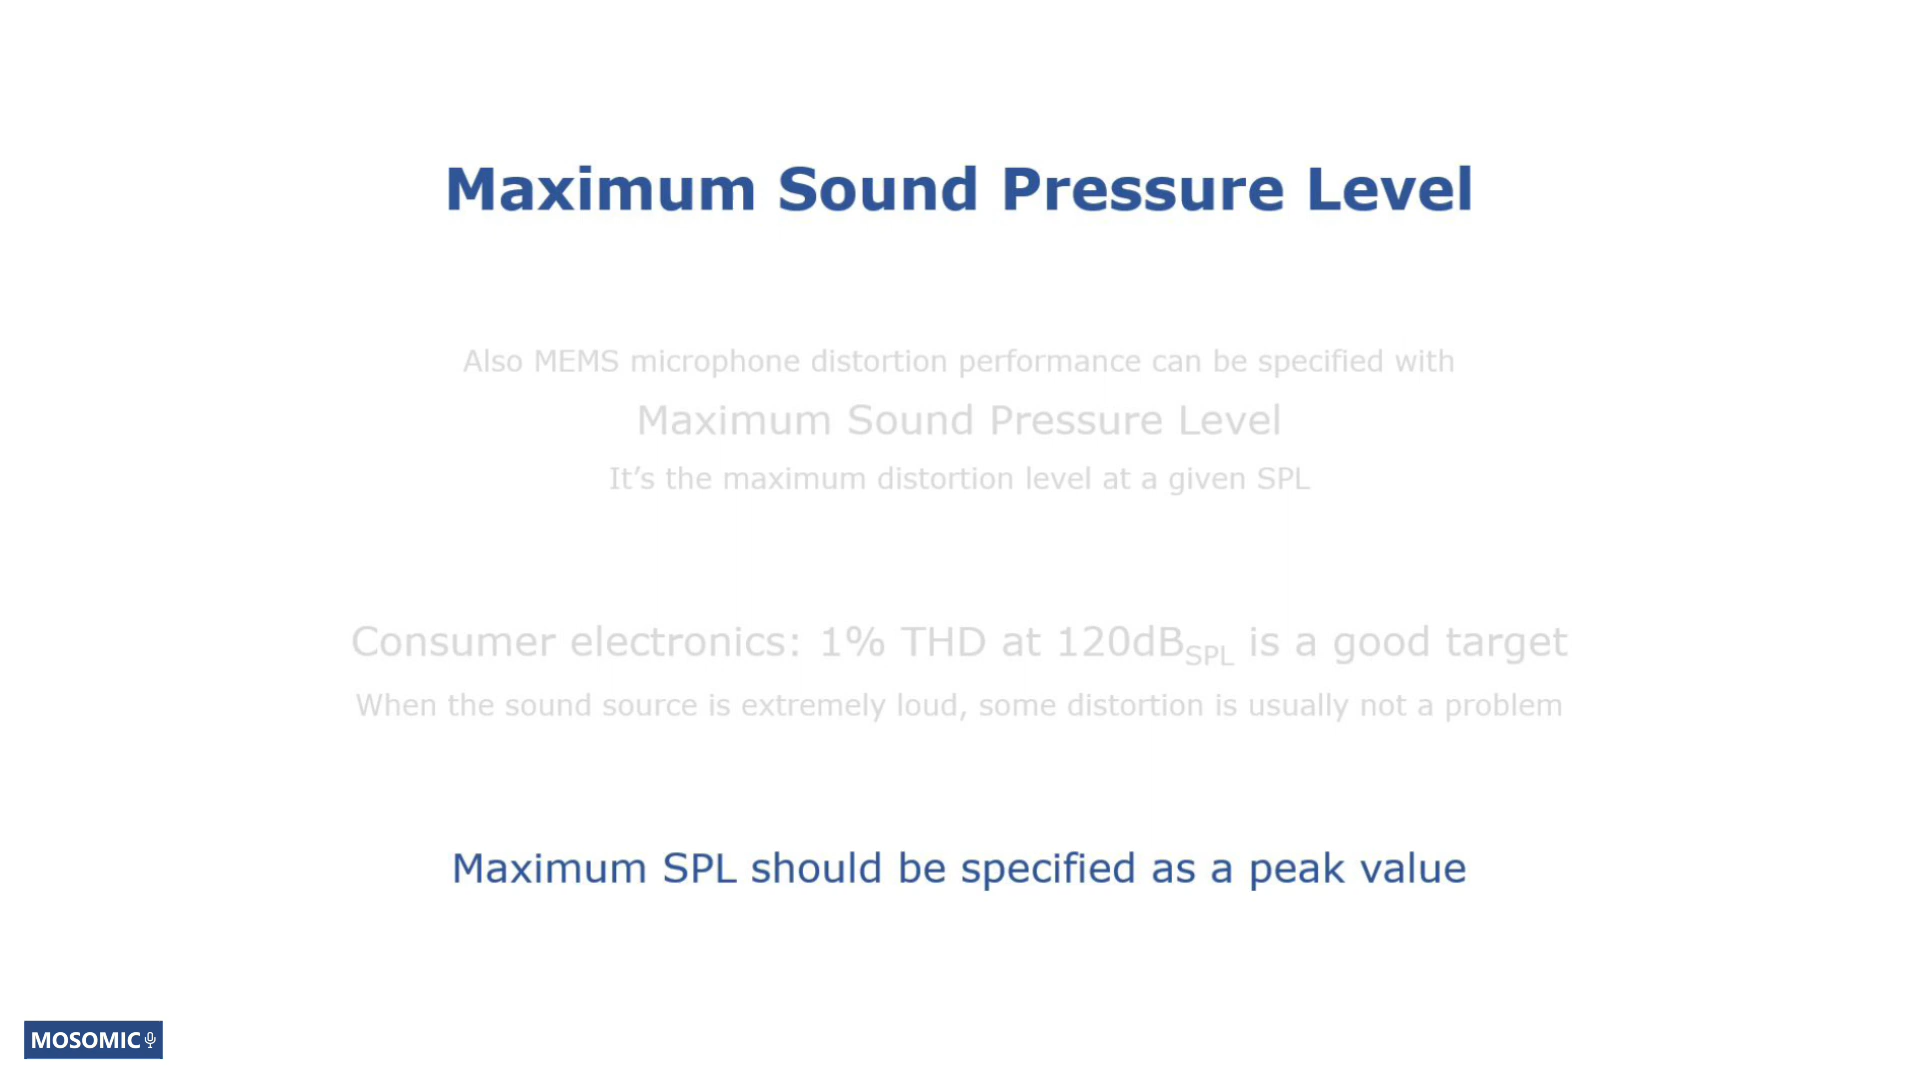 Maximum Sound Pressure Level
Also MEMS microphone distortion performance can be specified with
Maximum Sound Pressure Level
It’s the maximum distortion level at a given SPL
Consumer electronics: 1% THD at 120dBSPL is a good target
When the sound source is extremely loud, some distortion is usually not a problem
Maximum SPL should be specified as a peak value
MOSOMIC